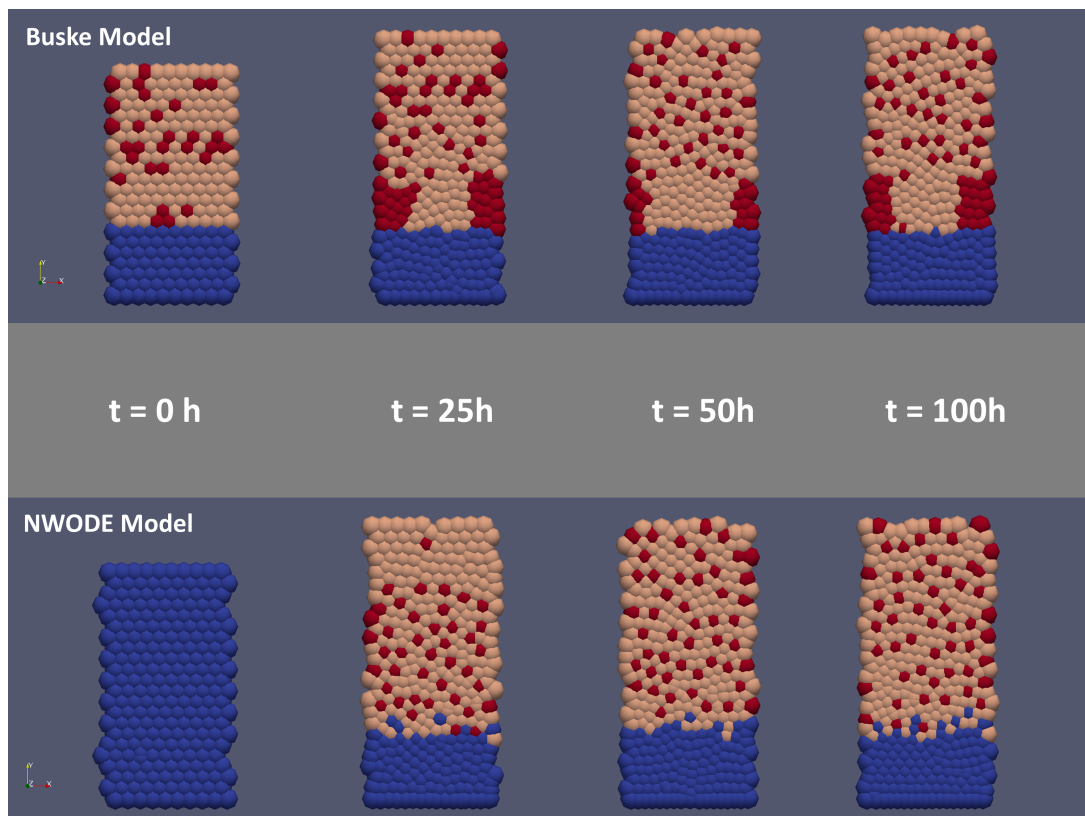 Buske Model
Y
Z X
t = 0 h
t = 25h
t = 50h
t = 100h
NWODE Model
Y
Z X